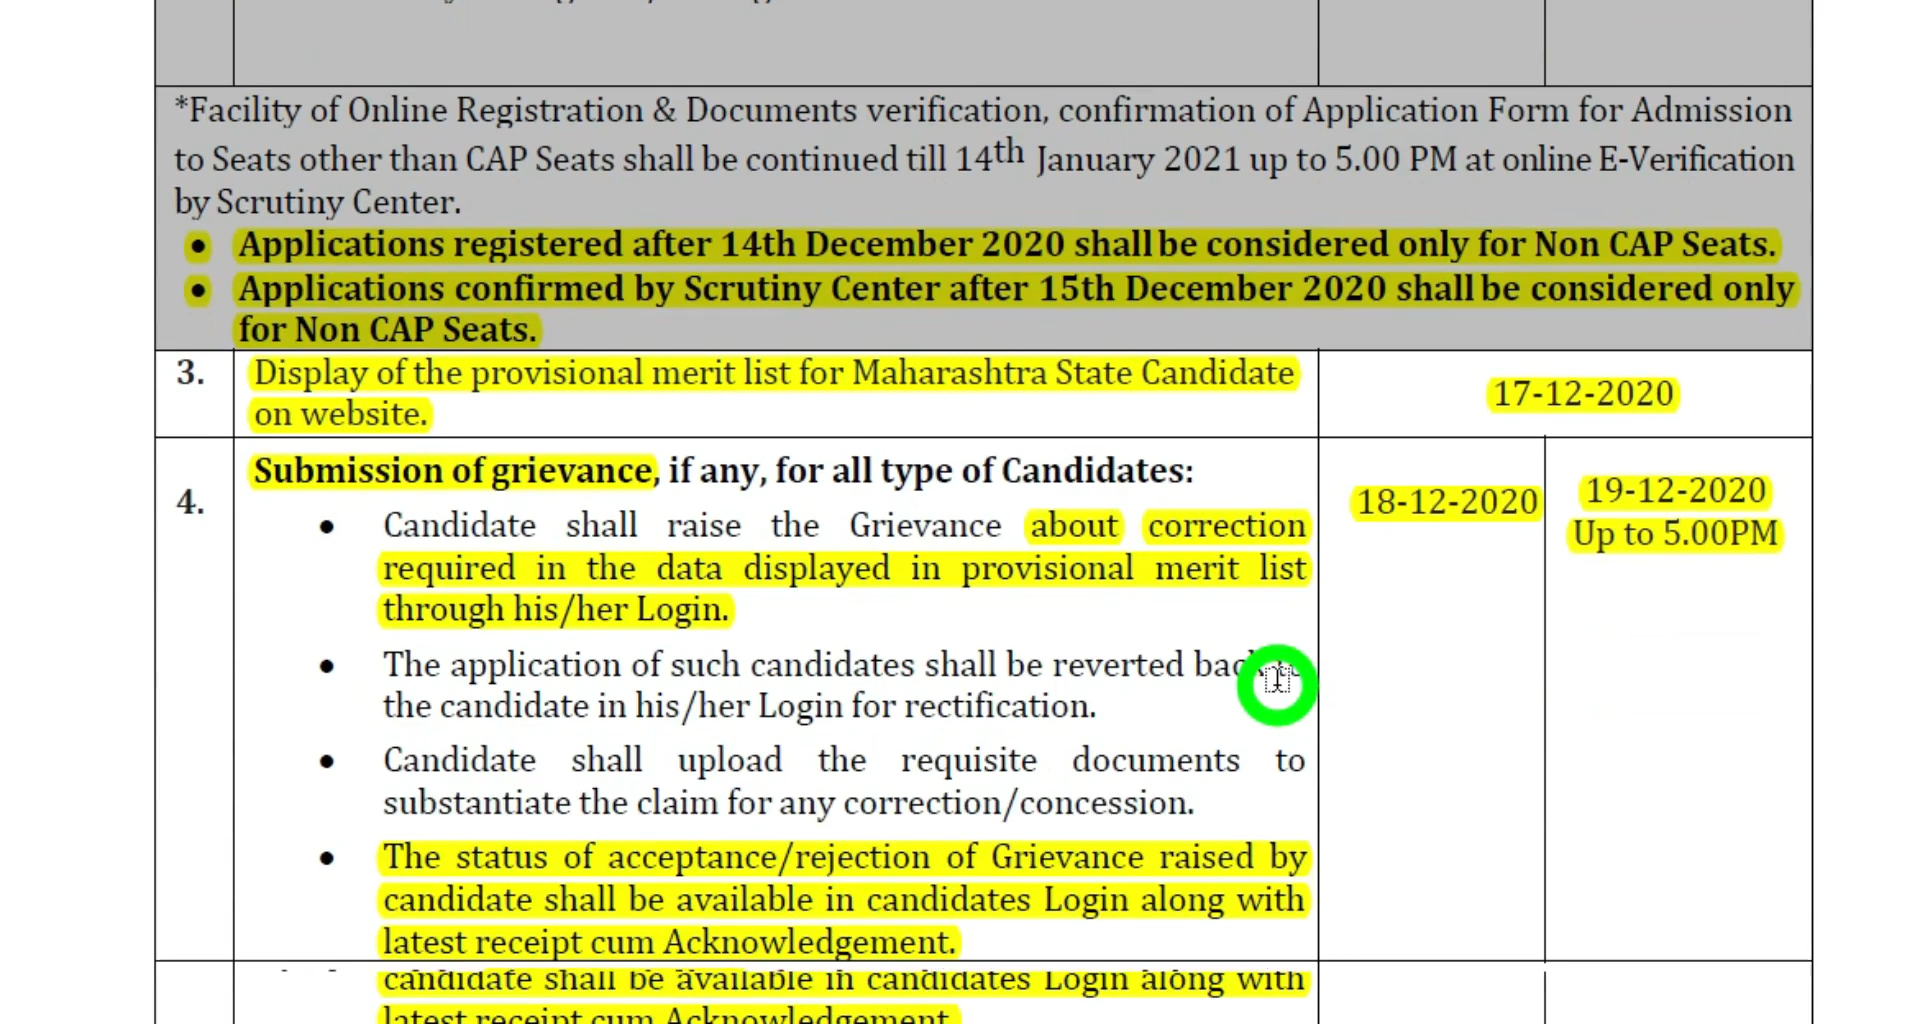 *Facility of Online Registration & Documents verification, confirmation of Application Form for Admission
to Seats other than CAP Seats shall be continued till 14th January 2021 up to 5.00 PM at online E-Verification
by Scrutiny Center.
● Applications registered after 14th December 2020 shall be considered only for Non CAP Seats.
● Applications confirmed by Scrutiny Center after 15th December 2020 shall be considered only
for Non CAP Seats.
3. Display of the provisional merit list for Maharashtra State Candidate
on website.
17-12-2020
4. Submission of grievance, if any, for all type of Candidates:
● Candidate shall raise the Grievance about correction
required in the data displayed in provisional merit list
through his/her Login.
● The application of such candidates shall be reverted back to
the candidate in his/her Login for rectification.
● Candidate shall upload the requisite documents to
substantiate the claim for any correction/concession.
● The status of acceptance/rejection of Grievance raised by
candidate shall be available in candidates Login along with
latest receipt cum Acknowledgement.
18-12-2020
19-12-2020
Up to 5.00PM
candidate shall be available in candidates Login along with
latest receipt cum Acknowledgement.